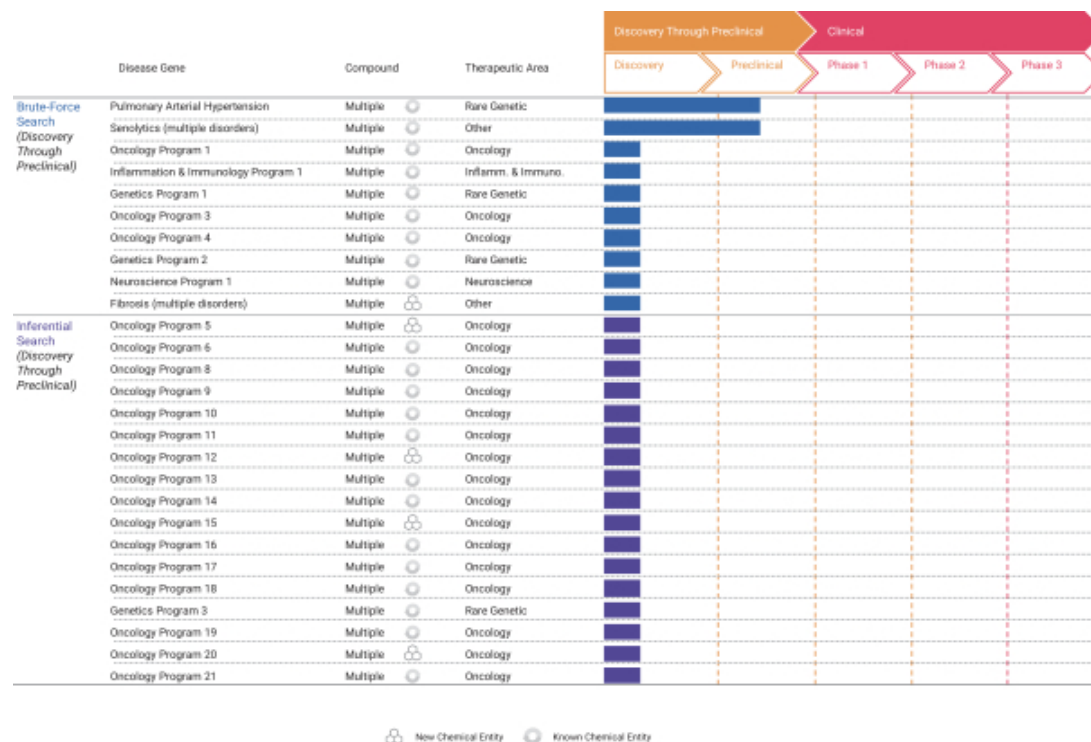 Discovery Through Preclinical Clinical
Disease Gene Compound Therapeutic Area Discovery Preclinical Phase 1 Phase 2 Phase 3
Brute-Force
Search
(Discovery
Through
Preclinical)
Pulmonary Arterial Hypertension Multiple Rare Genetic
Senolytics (multiple disorders) Multiple Other
Oncology Program 1 Multiple Oncology
Inflammation & Immunology Program 1 Multiple Inflamm. & Immuno.
Genetics Program 1 Multiple Rare Genetic
Oncology Program 3 Multiple Oncology
Oncology Program 4 Multiple Oncology
Genetics Program 2 Multiple Rare Genetic
Neuroscience Program 1 Multiple Neuroscience
Fibrosis (multiple disorders) Multiple Other
Inferential
Search
(Discovery
Through
Preclinical)
Oncology Program 5 Multiple Oncology
Oncology Program 6 Multiple Oncology
Oncology Program 8 Multiple Oncology
Oncology Program 9 Multiple Oncology
Oncology Program 10 Multiple Oncology
Oncology Program 11 Multiple Oncology
Oncology Program 12 Multiple Oncology
Oncology Program 13 Multiple Oncology
Oncology Program 14 Multiple Oncology
Oncology Program 15 Multiple Oncology
Oncology Program 16 Multiple Oncology
Oncology Program 17 Multiple Oncology
Oncology Program 18 Multiple Oncology
Genetics Program 3 Multiple Rare Genetic
Oncology Program 19 Multiple Oncology
Oncology Program 20 Multiple Oncology
Oncology Program 21 Multiple Oncology
New Chemical Entity Known Chemical Entity